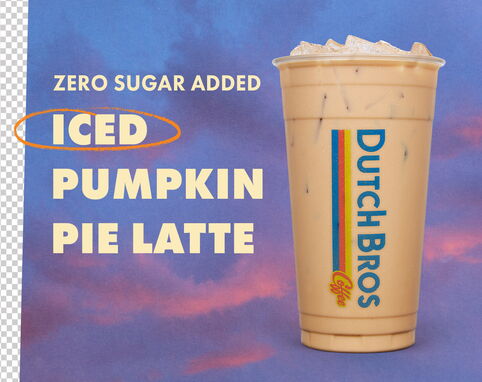 ZERO SUGAR ADDED
ICED
PUMPKIN
PIE LATTE
DUTCH BROS
Coffee